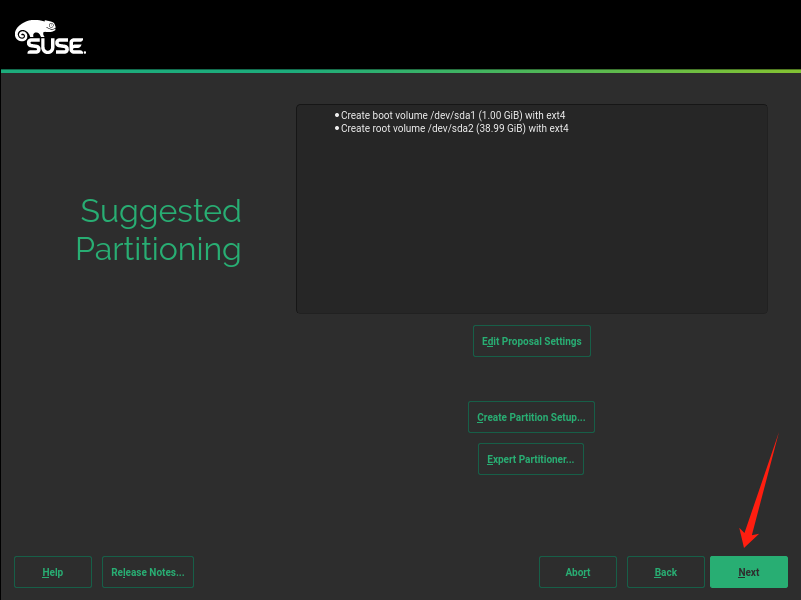 SUSE.
Suggested
Partitioning
Create boot volume /dev/sda1 (1.00 GiB) with ext4
Create root volume /dev/sda2 (38.99 GiB) with ext4
Edit Proposal Settings
Create Partition Setup...
Expert Partitioner...
Help
Release Notes...
Abort
Back
Next